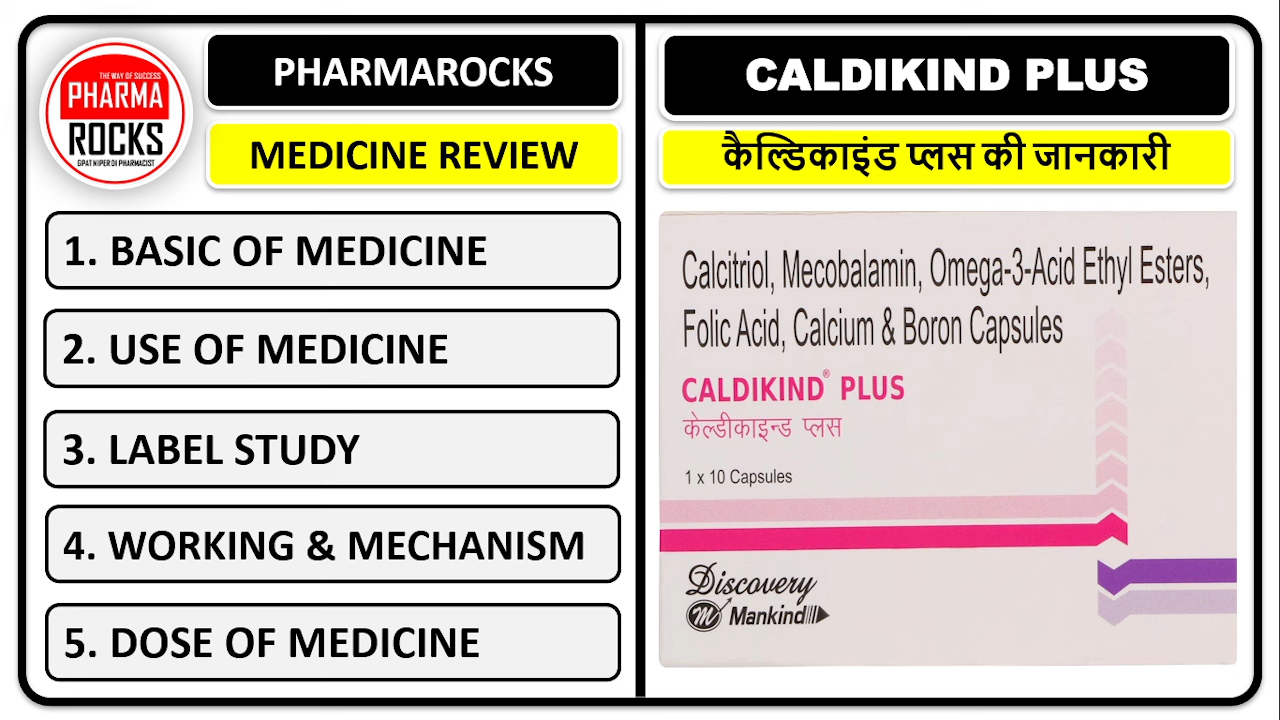 THE WAY OF SUCCESS
PHARMA
ROCKS
GPAT NIPER DI PHARMACIST
PHARMAROCKS
MEDICINE REVIEW
1. BASIC OF MEDICINE
2. USE OF MEDICINE
3. LABEL STUDY
4. WORKING & MECHANISM
5. DOSE OF MEDICINE
CALDIKIND PLUS
कैल्डिकाइंड प्लस की जानकारी
Calcitriol, Mecobalamin, Omega-3-Acid Ethyl Esters,
Folic Acid, Calcium & Boron Capsules
CALDIKIND® PLUS
केल्डीकाइन्ड प्लस
1 x 10 Capsules
Discovery
M Mankind